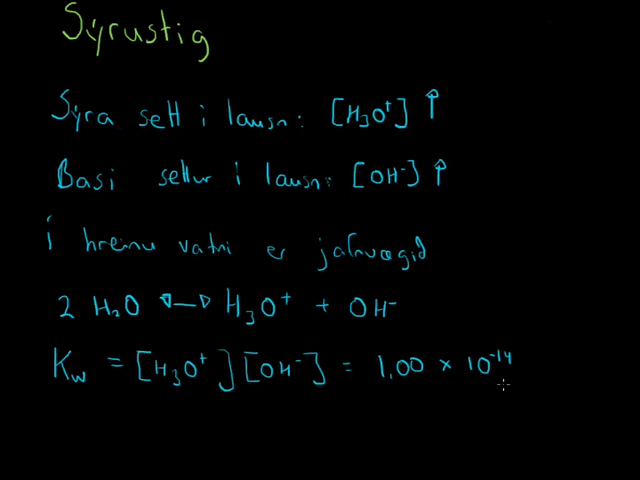 Sýrustig
Sýra sett í lausn: [H₃O⁺] ↑
Basi settur í lausn: [OH⁻] ↑
í hreinu vatni er jafnvægið
2 H₂O ⟷ H₃O⁺ + OH⁻
Kw = [H₃O⁺][OH⁻] = 1,00 × 10⁻¹⁴